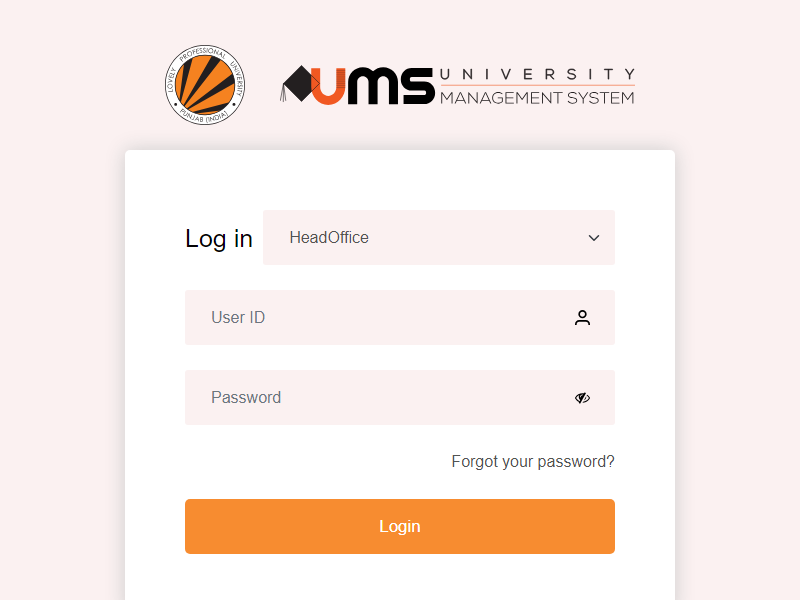 LOVELY PROFESSIONAL UNIVERSITY
PUNJAB (INDIA)
UMS UNIVERSITY
MANAGEMENT SYSTEM
Log in HeadOffice
User ID
Password
Forgot your password?
Login